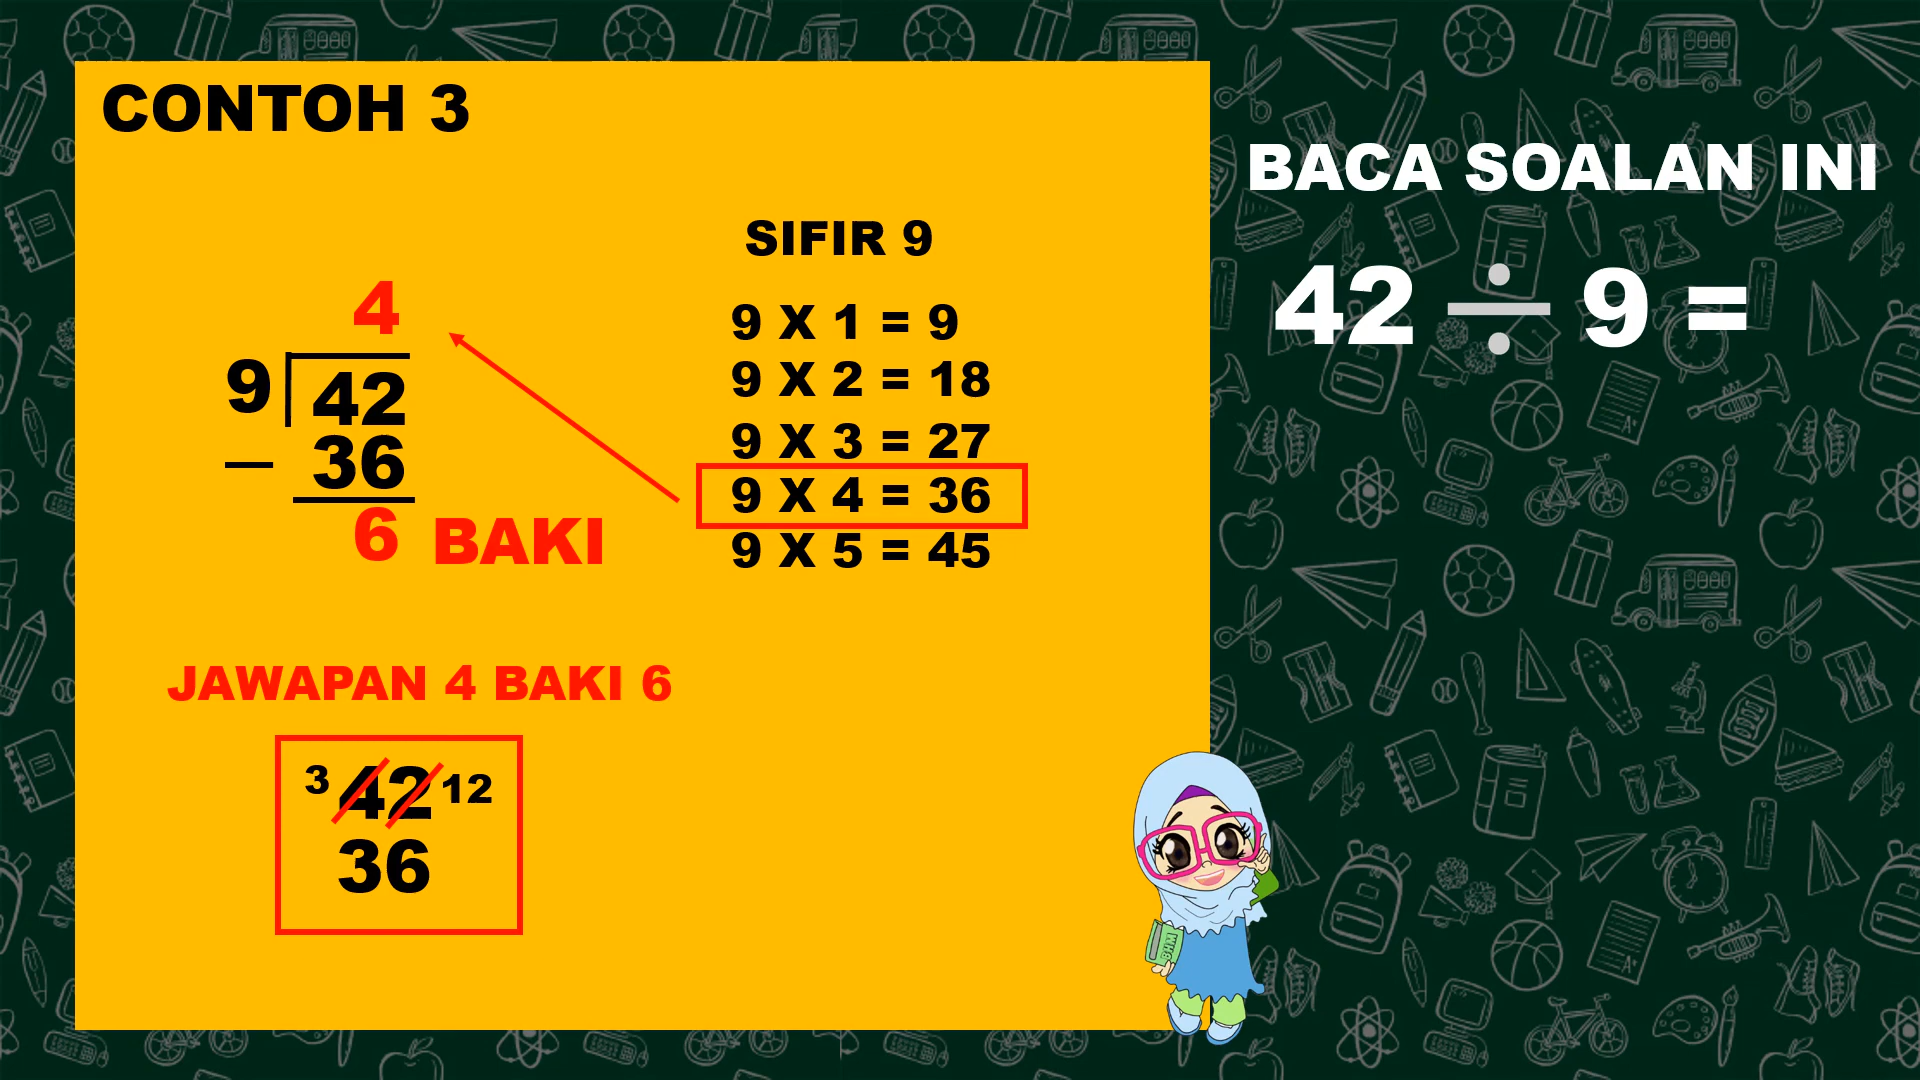 CONTOH 3
BACA SOALAN INI
42 ÷ 9 =
SIFIR 9
9 X 1 = 9
9 X 2 = 18
9 X 3 = 27
9 X 4 = 36
9 X 5 = 45
4
9 42
− 36
6 BAKI
JAWAPAN 4 BAKI 6
3 42 12
36
BHM